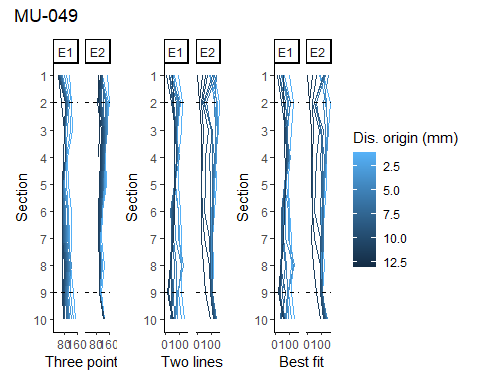 MU-049
E1 E2 E1 E2 E1 E2
1 1 1
2 2 2
3 3 3
4 4 4
5 5 5
6 6 6
7 7 7
8 8 8
9 9 9
10 10 10
Section Section Section
80 160 80 160 0 100 0 100 0 100 0 100
Three point Two lines Best fit
Dis. origin (mm)
2.5
5.0
7.5
10.0
12.5